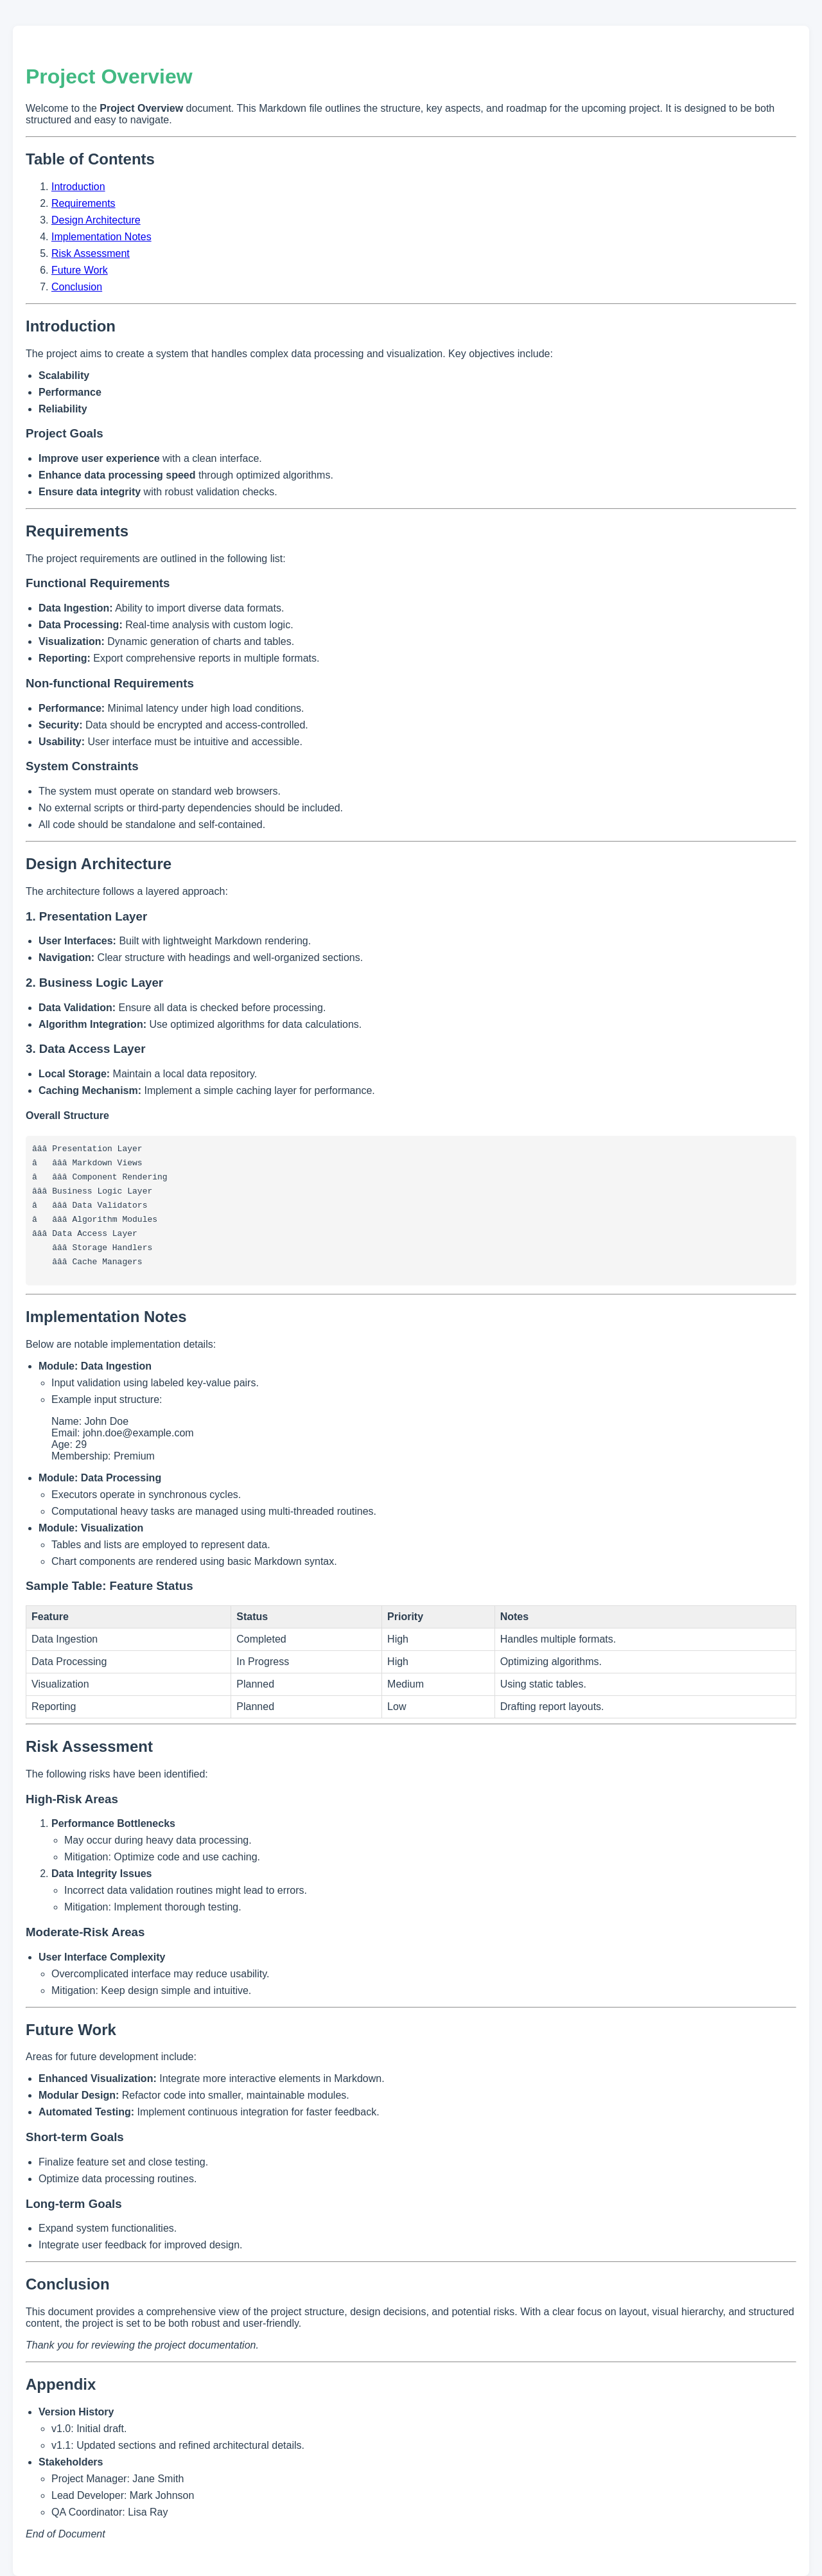 Project Overview
Welcome to the Project Overview document. This Markdown file outlines the structure, key aspects, and roadmap for the upcoming project. It is designed to be both
structured and easy to navigate.
Table of Contents
1. Introduction
2. Requirements
3. Design Architecture
4. Implementation Notes
5. Risk Assessment
6. Future Work
7. Conclusion
Introduction
The project aims to create a system that handles complex data processing and visualization. Key objectives include:
• Scalability
• Performance
• Reliability
Project Goals
• Improve user experience with a clean interface.
• Enhance data processing speed through optimized algorithms.
• Ensure data integrity with robust validation checks.
Requirements
The project requirements are outlined in the following list:
Functional Requirements
• Data Ingestion: Ability to import diverse data formats.
• Data Processing: Real-time analysis with custom logic.
• Visualization: Dynamic generation of charts and tables.
• Reporting: Export comprehensive reports in multiple formats.
Non-functional Requirements
• Performance: Minimal latency under high load conditions.
• Security: Data should be encrypted and access-controlled.
• Usability: User interface must be intuitive and accessible.
System Constraints
• The system must operate on standard web browsers.
• No external scripts or third-party dependencies should be included.
• All code should be standalone and self-contained.
Design Architecture
The architecture follows a layered approach:
1. Presentation Layer
• User Interfaces: Built with lightweight Markdown rendering.
• Navigation: Clear structure with headings and well-organized sections.
2. Business Logic Layer
• Data Validation: Ensure all data is checked before processing.
• Algorithm Integration: Use optimized algorithms for data calculations.
3. Data Access Layer
• Local Storage: Maintain a local data repository.
• Caching Mechanism: Implement a simple caching layer for performance.
Overall Structure
âââ Presentation Layer
â   âââ Markdown Views
â   âââ Component Rendering
âââ Business Logic Layer
â   âââ Data Validators
â   âââ Algorithm Modules
âââ Data Access Layer
    âââ Storage Handlers
    âââ Cache Managers
Implementation Notes
Below are notable implementation details:
• Module: Data Ingestion
◦ Input validation using labeled key-value pairs.
◦ Example input structure:
Name: John Doe
Email: john.doe@example.com
Age: 29
Membership: Premium
• Module: Data Processing
◦ Executors operate in synchronous cycles.
◦ Computational heavy tasks are managed using multi-threaded routines.
• Module: Visualization
◦ Tables and lists are employed to represent data.
◦ Chart components are rendered using basic Markdown syntax.
Sample Table: Feature Status
Feature Status Priority Notes
Data Ingestion Completed High Handles multiple formats.
Data Processing In Progress High Optimizing algorithms.
Visualization Planned Medium Using static tables.
Reporting Planned Low Drafting report layouts.
Risk Assessment
The following risks have been identified:
High-Risk Areas
1. Performance Bottlenecks
◦ May occur during heavy data processing.
◦ Mitigation: Optimize code and use caching.
2. Data Integrity Issues
◦ Incorrect data validation routines might lead to errors.
◦ Mitigation: Implement thorough testing.
Moderate-Risk Areas
• User Interface Complexity
◦ Overcomplicated interface may reduce usability.
◦ Mitigation: Keep design simple and intuitive.
Future Work
Areas for future development include:
• Enhanced Visualization: Integrate more interactive elements in Markdown.
• Modular Design: Refactor code into smaller, maintainable modules.
• Automated Testing: Implement continuous integration for faster feedback.
Short-term Goals
• Finalize feature set and close testing.
• Optimize data processing routines.
Long-term Goals
• Expand system functionalities.
• Integrate user feedback for improved design.
Conclusion
This document provides a comprehensive view of the project structure, design decisions, and potential risks. With a clear focus on layout, visual hierarchy, and structured
content, the project is set to be both robust and user-friendly.
Thank you for reviewing the project documentation.
Appendix
• Version History
◦ v1.0: Initial draft.
◦ v1.1: Updated sections and refined architectural details.
• Stakeholders
◦ Project Manager: Jane Smith
◦ Lead Developer: Mark Johnson
◦ QA Coordinator: Lisa Ray
End of Document